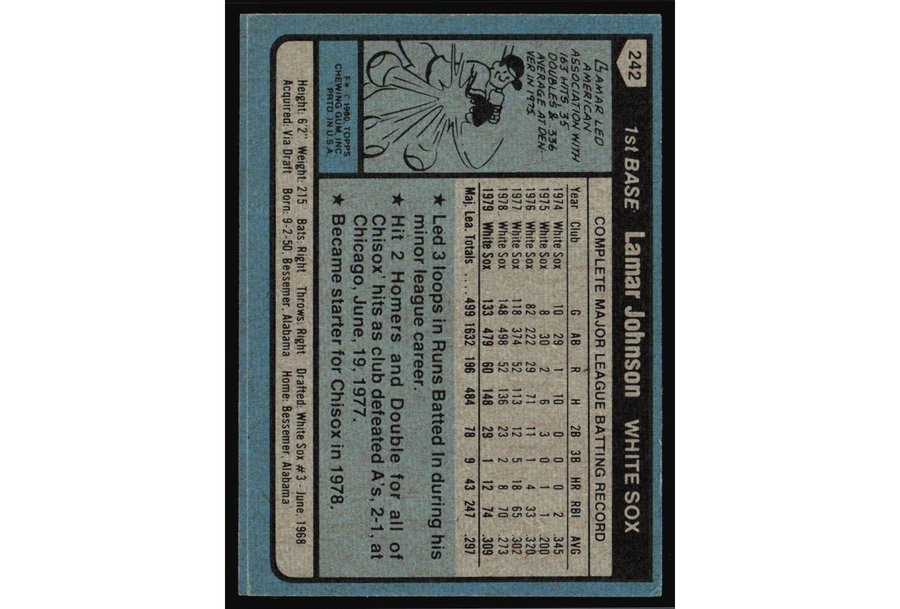 242
1st BASE Lamar Johnson WHITE SOX
LAMAR LED
AMERICAN
ASSOCIATION WITH
163 HITS, 35
DOUBLES & .336
AVERAGE AT DEN-
VER IN 1975.
F* © 1980, TOPPS
CHEWING GUM, INC
PRTD. IN U.S.A.
COMPLETE MAJOR LEAGUE BATTING RECORD
Year Club G AB R H 2B 3B HR RBI AVG
1974 White Sox 10 29 1 10 0 0 0 2 .345
1975 White Sox 8 30 2 6 3 0 1 1 .200
1976 White Sox 82 222 29 71 11 1 4 33 .320
1977 White Sox 118 374 52 113 12 5 18 65 .302
1978 White Sox 148 498 52 136 23 2 8 70 .273
1979 White Sox 133 479 60 148 29 1 12 74 .309
Maj. Lea. Totals .... 499 1632 196 484 78 9 43 247 .297
★ Led 3 loops in Runs Batted In during his
minor league career.
★ Hit 2 Homers and Double for all of
Chisox' hits as club defeated A's, 2-1, at
Chicago, June, 19, 1977.
★ Became starter for Chisox in 1978.
Height: 6'2" Weight: 215 Bats: Right Throws: Right Drafted: White Sox #3 - June, 1968
Acquired: Via Draft Born: 9-2-50, Bessemer, Alabama Home: Bessemer, Alabama